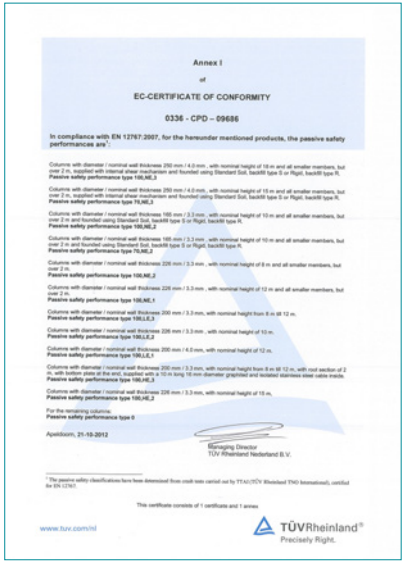 Annex I
of
EC-CERTIFICATE OF CONFORMITY
0336 - CPD – 09686
In compliance with EN 12767:2007, for the hereunder mentioned products, the passive safety
performances are¹:
Columns with diameter / nominal wall thickness 250 mm / 4.0 mm , with nominal height of 18 m and all smaller members, but
over 2 m, supplied with internal shear mechanism and founded using Standard Soil, backfill type S or Rigid, backfill type R.
Passive safety performance type 100,NE,2
Columns with diameter / nominal wall thickness 250 mm / 4.0 mm , with nominal height of 15 m and all smaller members, but
over 2 m, supplied with internal shear mechanism and founded using Standard Soil, backfill type S or Rigid, backfill type R.
Passive safety performance type 70,NE,3
Columns with diameter / nominal wall thickness 165 mm / 3.3 mm , with nominal height of 10 m and all smaller members, but
over 2 m and founded using Standard Soil, backfill type S or Rigid, backfill type R.
Passive safety performance type 100,NE,2
Columns with diameter / nominal wall thickness 165 mm / 3.3 mm , with nominal height of 10 m and all smaller members, but
over 2 m and founded using Standard Soil, backfill type S or Rigid, backfill type R.
Passive safety performance type 70,NE,2
Columns with diameter / nominal wall thickness 226 mm / 3.3 mm , with nominal height of 8 m and all smaller members, but
over 2 m.
Passive safety performance type 100,NE,2
Columns with diameter / nominal wall thickness 226 mm / 3.3 mm , with nominal height of 12 m and all smaller members, but
over 2 m.
Passive safety performance type 100,NE,1
Columns with diameter / nominal wall thickness 200 mm / 3.3 mm, with nominal height from 8 m till 12 m,
Passive safety performance type 100,LE,3
Columns with diameter / nominal wall thickness 226 mm / 3.3 mm , with nominal height of 10 m.
Passive safety performance type 100,LE,2
Columns with diameter / nominal wall thickness 200 mm / 4.0 mm , with nominal height of 12 m.
Passive safety performance type 100,LE,1
Columns with diameter / nominal wall thickness 200 mm / 3.3 mm, with nominal height from 8 m till 12 m, with root section of 2
m, with bottom plate at the end, supplied with a 10 m long 16 mm diameter graphited and isolated stainless steel cable inside.
Passive safety performance type 100,HE,3
Columns with diameter / nominal wall thickness 226 mm / 3.3 mm , with nominal height of 15 m,
Passive safety performance type 100,HE,2
For the remaining columns:
Passive safety performance type 0
Apeldoorn, 21-10-2012
Managing Director
TÜV Rheinland Nederland B.V.
¹ The passive safety classifications have been determined from crash tests carried out by TTAI (TÜV Rheinland TNO International), certified
for EN 12767.
This certificate consists of 1 certificate and 1 annex
www.tuv.com/nl
TÜVRheinland®
Precisely Right.